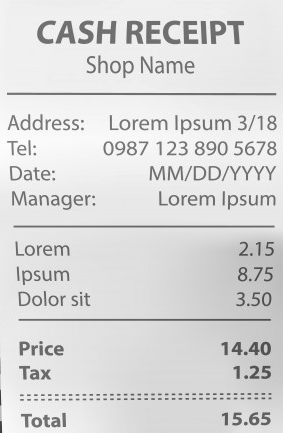 CASH RECEIPT
Shop Name
Address: Lorem Ipsum 3/18
Tel: 0987 123 890 5678
Date: MM/DD/YYYY
Manager: Lorem Ipsum
Lorem 2.15
Ipsum 8.75
Dolor sit 3.50
Price 14.40
Tax 1.25
Total 15.65